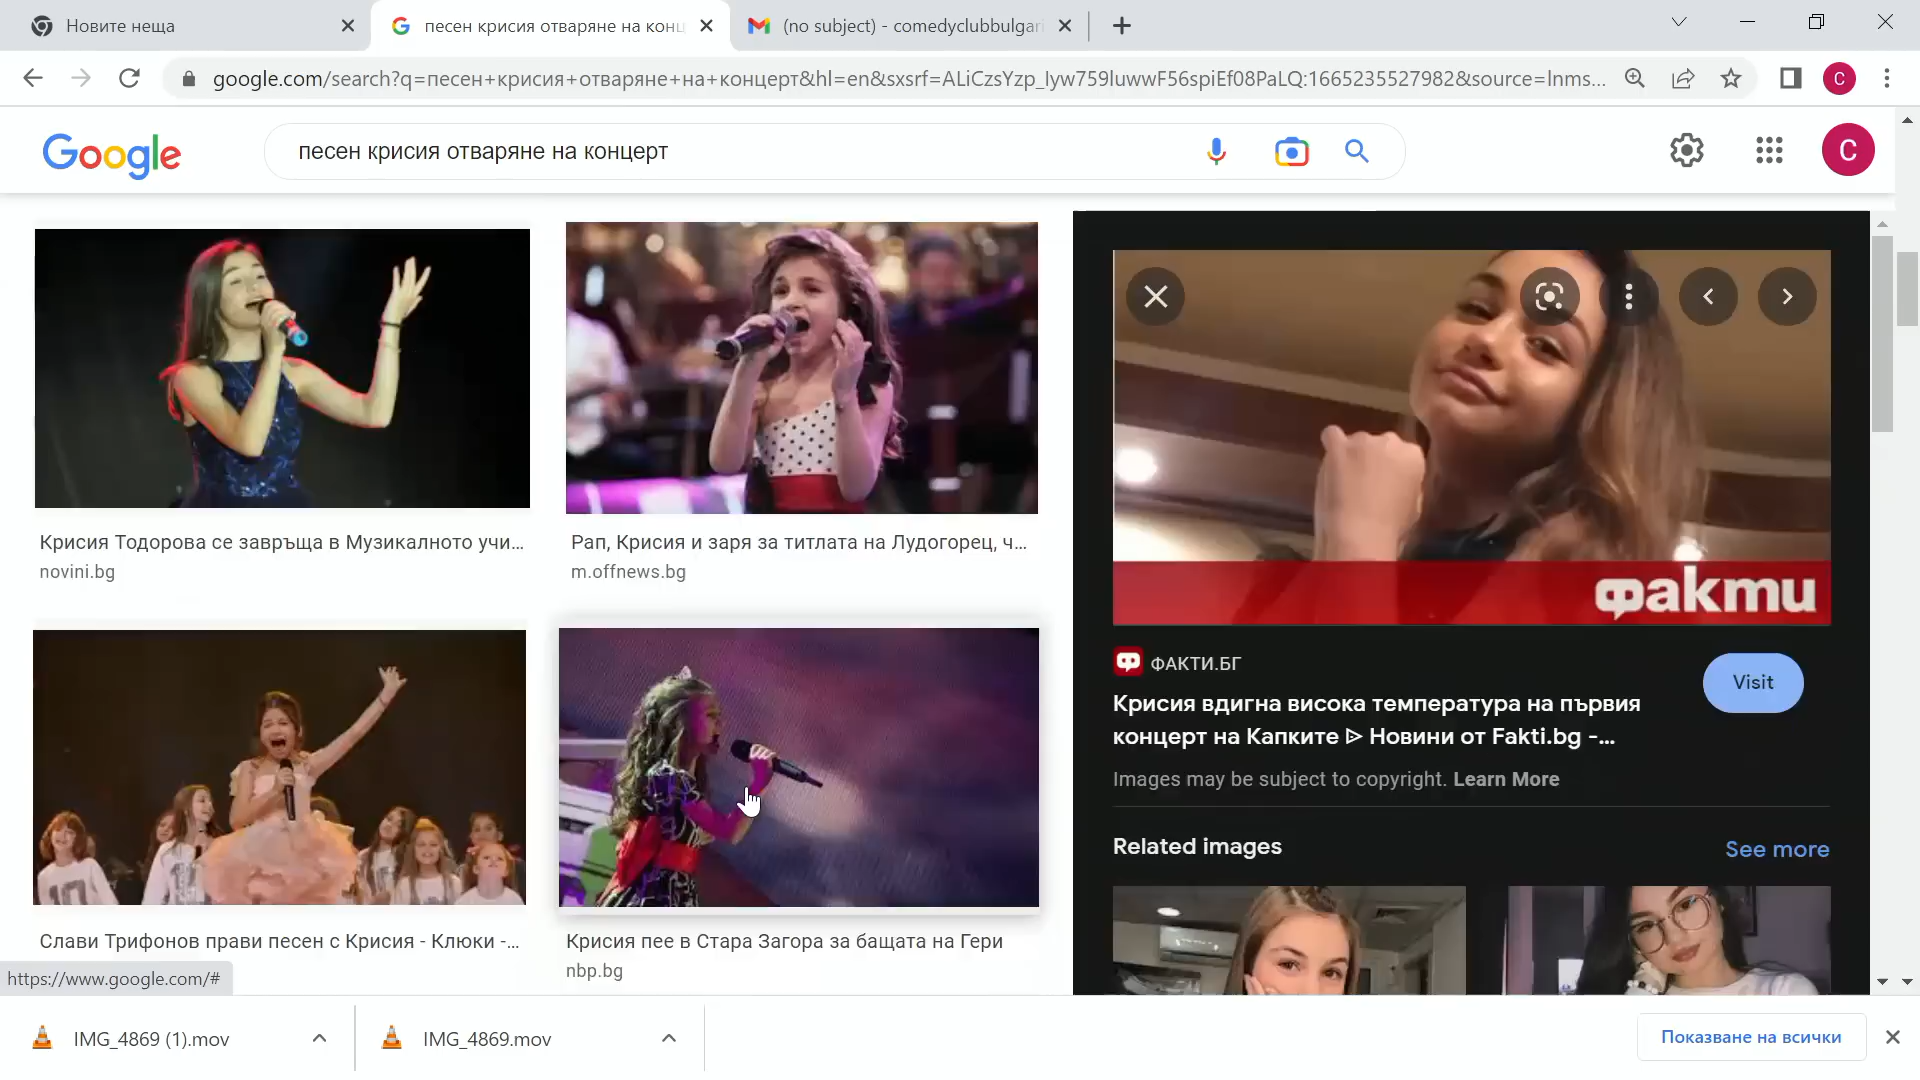 Новите неща
песен крисия отваряне на конц
(no subject) - comedyclubbulgari
google.com/search?q=песен+крисия+отваряне+на+концерт&hl=en&sxsrf=ALiCzsYzp_Iyw759luwwF56spiEf08PaLQ:1665235527982&source=lnms...
C
Google
песен крисия отваряне на концерт
C
Крисия Тодорова се завръща в Музикалното учи...
novini.bg
Рап, Крисия и заря за титлата на Лудогорец, ч...
m.offnews.bg
факти
ФАКТИ.БГ
Visit
Крисия вдигна висока температура на първия
концерт на Капките ᐉ Новини от Fakti.bg -...
Images may be subject to copyright. Learn More
Related images
See more
Слави Трифонов прави песен с Крисия - Клюки -...
Крисия пее в Стара Загора за бащата на Гери
nbp.bg
https://www.google.com/#
IMG_4869 (1).mov
IMG_4869.mov
Показване на всички